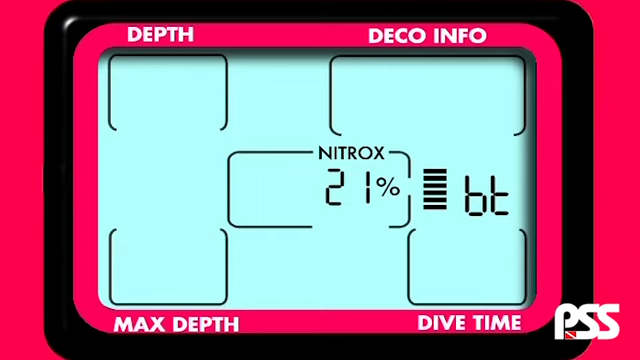 DEPTH
DECO INFO
NITROX
21%
bt
MAX DEPTH
DIVE TIME
PSS